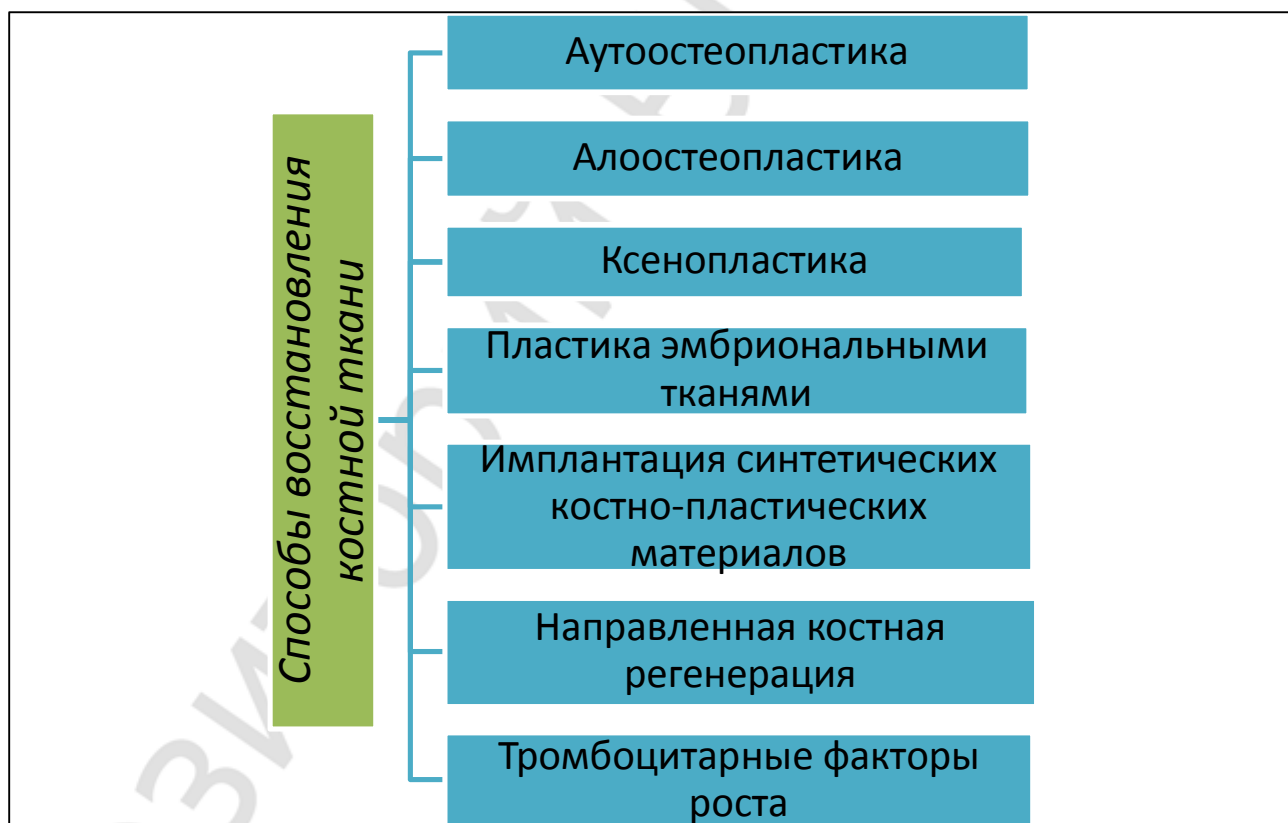 Способы восстановления
костной ткани
Аутоостеопластика
Алоостеопластика
Ксенопластика
Пластика эмбриональными
тканями
Имплантация синтетических
костно-пластических
материалов
Направленная костная
регенерация
Тромбоцитарные факторы
роста